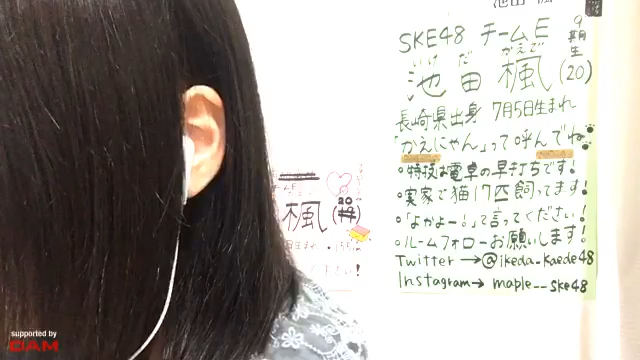 SKE48 チームE 9期生
いけ だ かえで
池田 楓 (20)
長崎県出身 7月5日生まれ
「かえにゃん」って呼んでね
○特技は電卓の早打ちです!
○実家で猫17匹飼ってます!
○「よかよー!」って言ってください!
○ルームフォローお願いします!
Twitter→@ikeda_kaede48
Instagram→ maple__ske48
楓 (20)
supported by
DAM